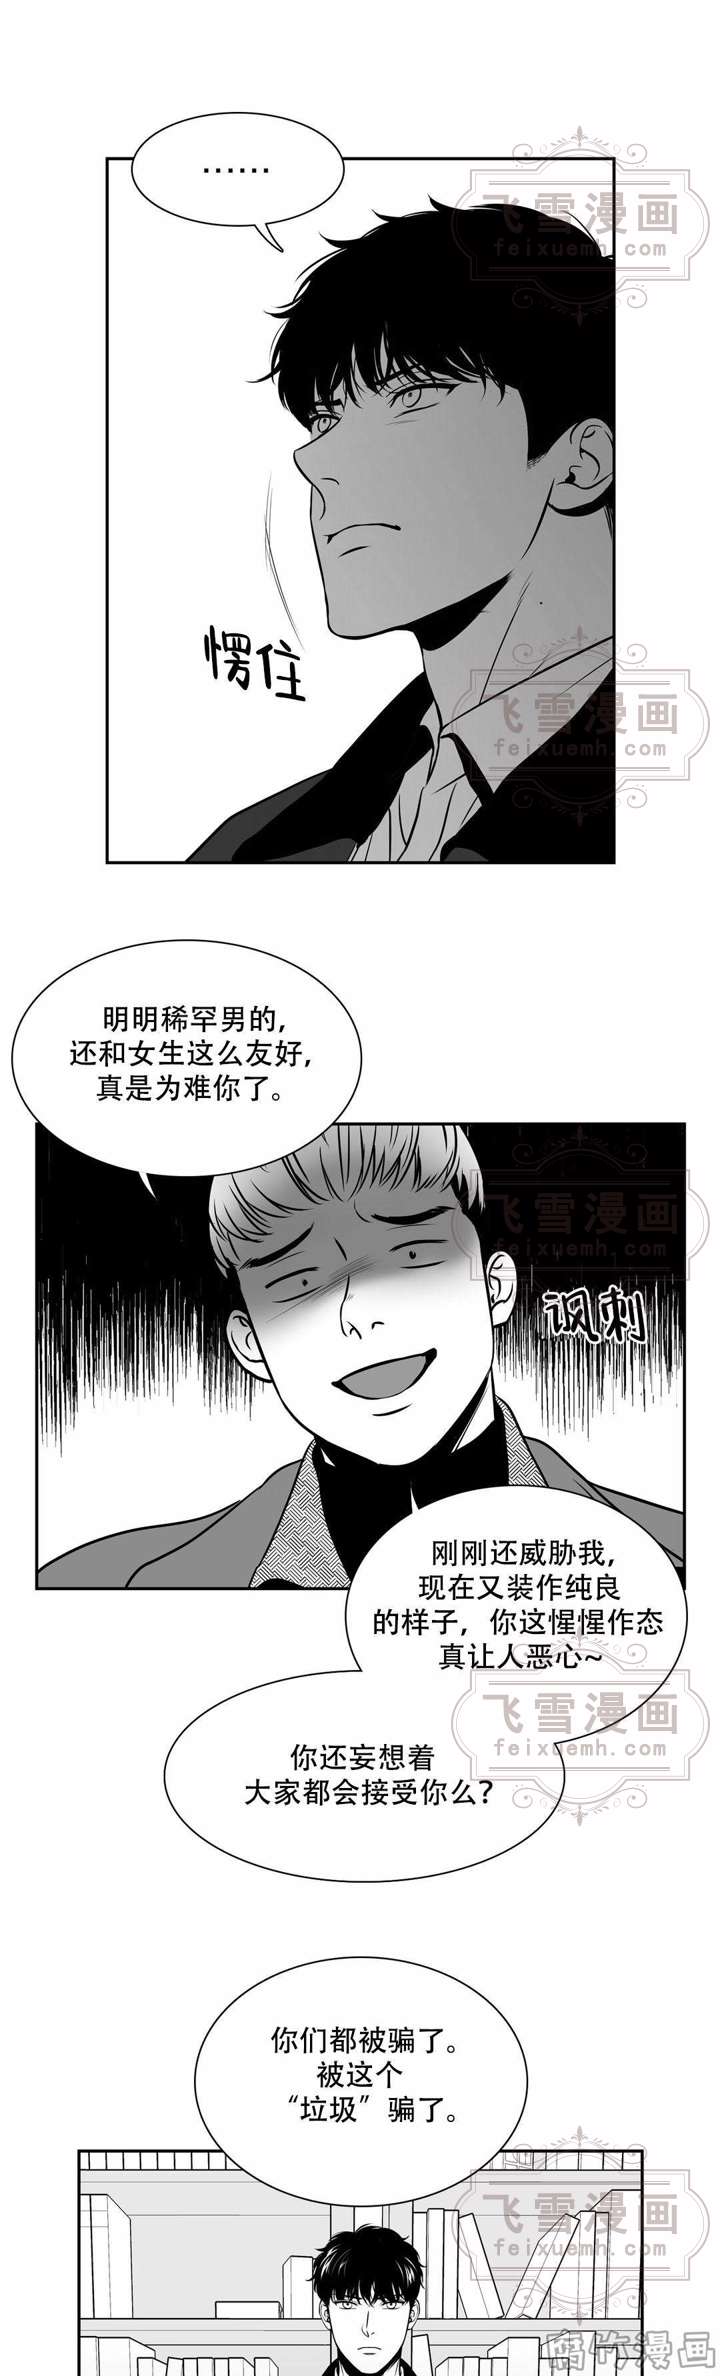 ……
飞雪漫画
feixuemh.com
愣住
飞雪漫画
feixuemh.com
明明稀罕男的，
还和女生这么友好，
真是为难你了。
飞雪漫画
feixuemh.com
讽刺
刚刚还威胁我，
现在又装作纯良
的样子，你这惺惺作态
真让人恶心~
飞雪漫画
feixuemh.com
你还妄想着
大家都会接受你么？
你们都被骗了。
被这个
“垃圾”骗了。
飞雪漫画
feixuemh.com
腐竹漫画